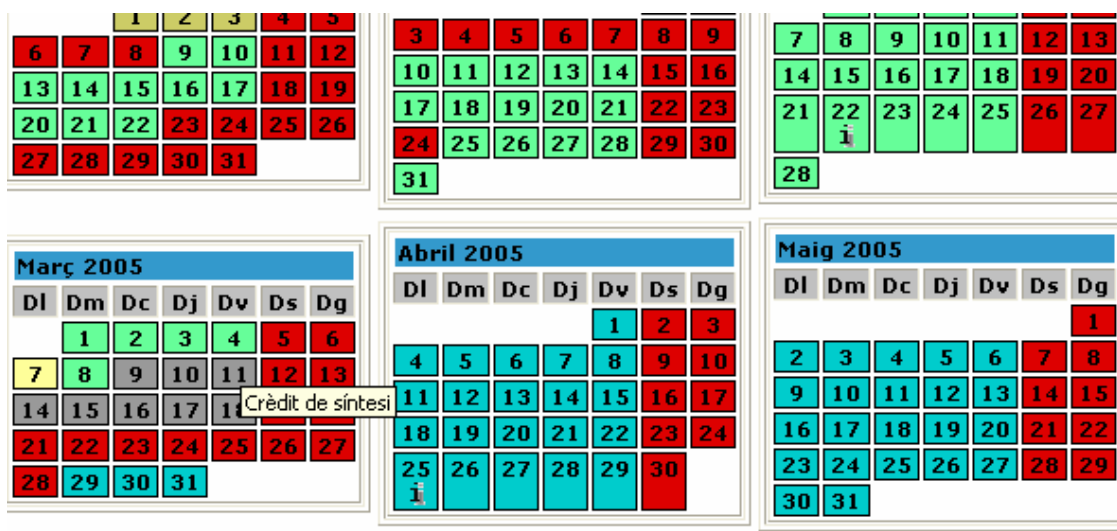 1 2 3 4 5
6 7 8 9 10 11 12
13 14 15 16 17 18 19
20 21 22 23 24 25 26
27 28 29 30 31
3 4 5 6 7 8 9
10 11 12 13 14 15 16
17 18 19 20 21 22 23
24 25 26 27 28 29 30
31
7 8 9 10 11 12 13
14 15 16 17 18 19 20
21 22 23 24 25 26 27
i
28
Març 2005
Dl Dm Dc Dj Dv Ds Dg
1 2 3 4 5 6
7 8 9 10 11 12 13
Crèdit de síntesi
14 15 16 17
21 22 23 24 25 26 27
28 29 30 31
Abril 2005
Dl Dm Dc Dj Dv Ds Dg
1 2 3
4 5 6 7 8 9 10
11 12 13 14 15 16 17
18 19 20 21 22 23 24
25 26 27 28 29 30
i
Maig 2005
Dl Dm Dc Dj Dv Ds Dg
1
2 3 4 5 6 7 8
9 10 11 12 13 14 15
16 17 18 19 20 21 22
23 24 25 26 27 28 29
30 31